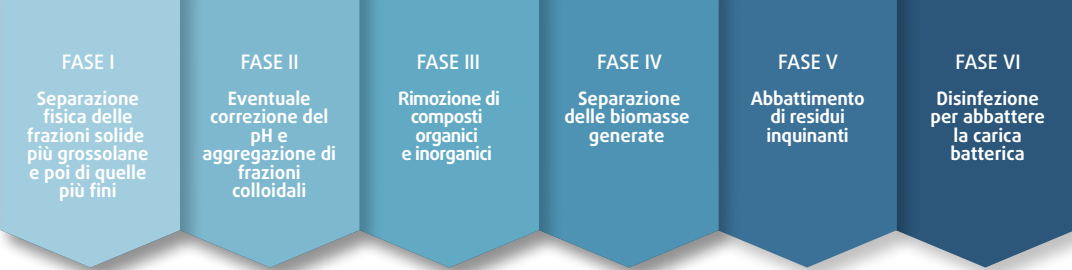 FASE I
Separazione
fisica delle
frazioni solide
più grossolane
e poi di quelle
più fini
FASE II
Eventuale
correzione del
pH e
aggregazione di
frazioni
colloidali
FASE III
Rimozione di
composti
organici
e inorganici
FASE IV
Separazione
delle biomasse
generate
FASE V
Abbattimento
di residui
inquinanti
FASE VI
Disinfezione
per abbattere
la carica
batterica